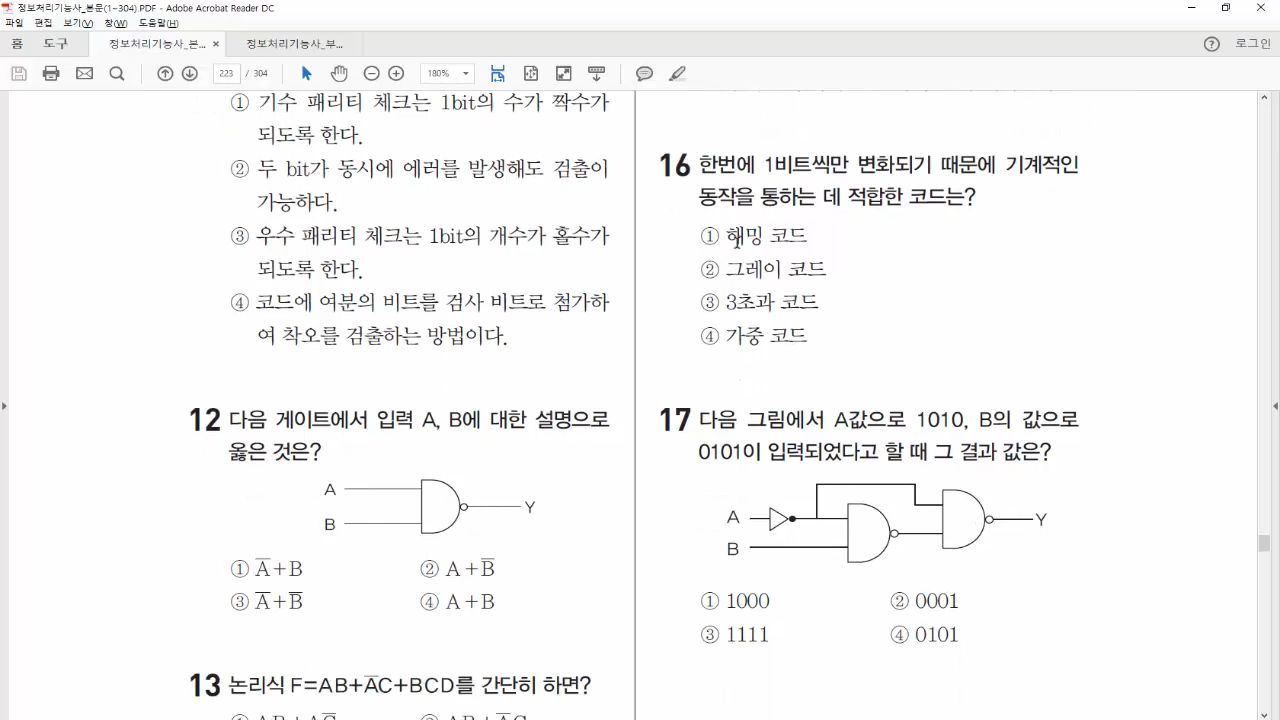 정보처리기능사_본문(1~304).PDF - Adobe Acrobat Reader DC
파일 편집 보기(V) 창(W) 도움말(H)
홈 도구 정보처리기능사_본... × 정보처리기능사_부... ? 로그인
223 / 304 180%
① 기수 패리티 체크는 1bit의 수가 짝수가
되도록 한다.
② 두 bit가 동시에 에러를 발생해도 검출이
가능하다.
③ 우수 패리티 체크는 1bit의 개수가 홀수가
되도록 한다.
④ 코드에 여분의 비트를 검사 비트로 첨가하
여 착오를 검출하는 방법이다.
12 다음 게이트에서 입력 A, B에 대한 설명으로
옳은 것은?
A
B
Y
① A̅+B ② A+B̅
③ A̅+B̅ ④ A+B
13 논리식 F=AB+A̅C+BCD를 간단히 하면?
16 한번에 1비트씩만 변화되기 때문에 기계적인
동작을 통하는 데 적합한 코드는?
① 해밍 코드
② 그레이 코드
③ 3초과 코드
④ 가중 코드
17 다음 그림에서 A값으로 1010, B의 값으로
0101이 입력되었다고 할 때 그 결과 값은?
A
B
Y
① 1000 ② 0001
③ 1111 ④ 0101